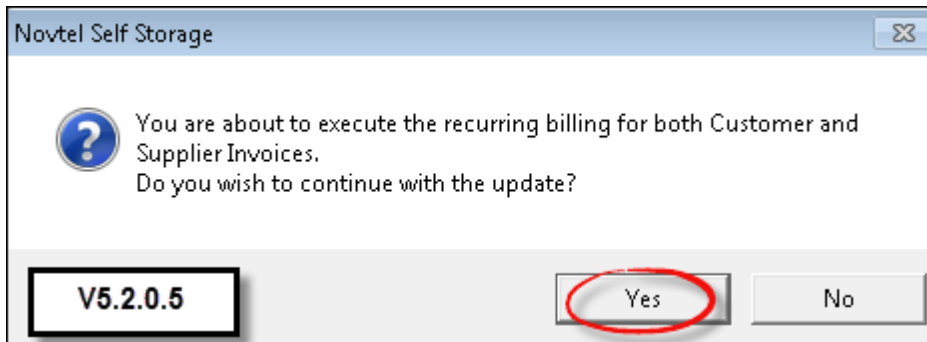 Novtel Self Storage
You are about to execute the recurring billing for both Customer and
Supplier Invoices.
Do you wish to continue with the update?
V5.2.0.5
Yes
No